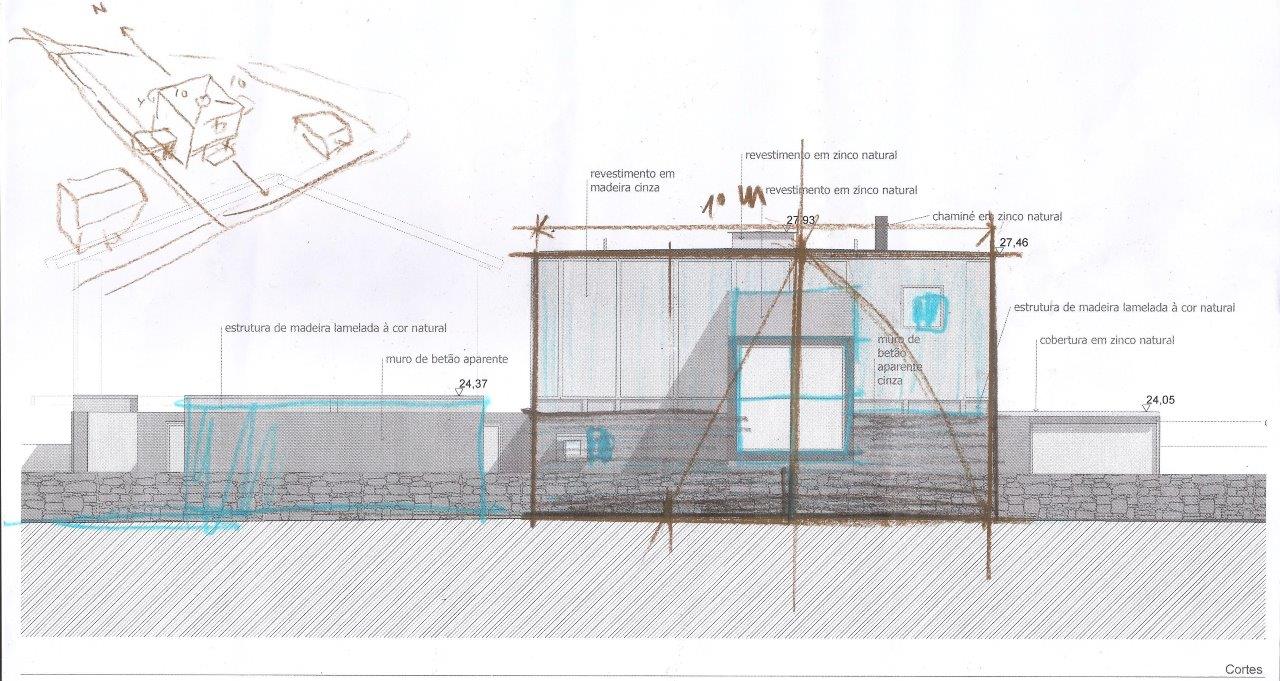 N
10
10
revestimento em zinco natural
revestimento em
madeira cinza
revestimento em zinco natural
10 m
27,93
chaminé em zinco natural
27,46
estrutura de madeira lamelada à cor natural
estrutura de madeira lamelada à cor natural
muro de
betão
aparente
cinza
cobertura em zinco natural
muro de betão aparente
24,37
24,05
Cortes